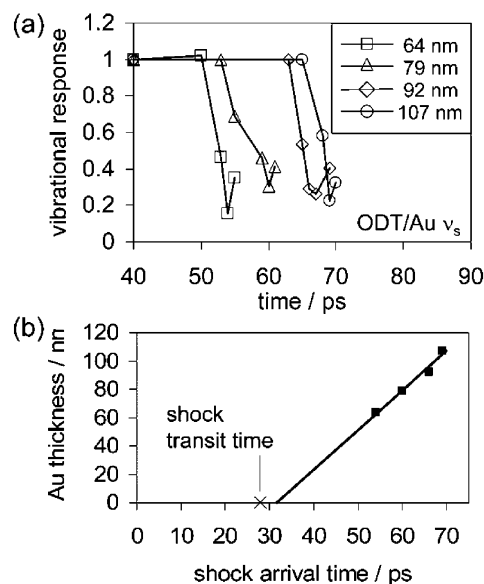 (a)
vibrational response
1.2
1
0.8
0.6
0.4
0.2
0
64 nm
79 nm
92 nm
107 nm
ODT/Au νs
40 50 60 70 80 90
time / ps
(b)
Au thickness / nn
120
100
80
60
40
20
0
shock
transit time
0 10 20 30 40 50 60 70
shock arrival time / ps